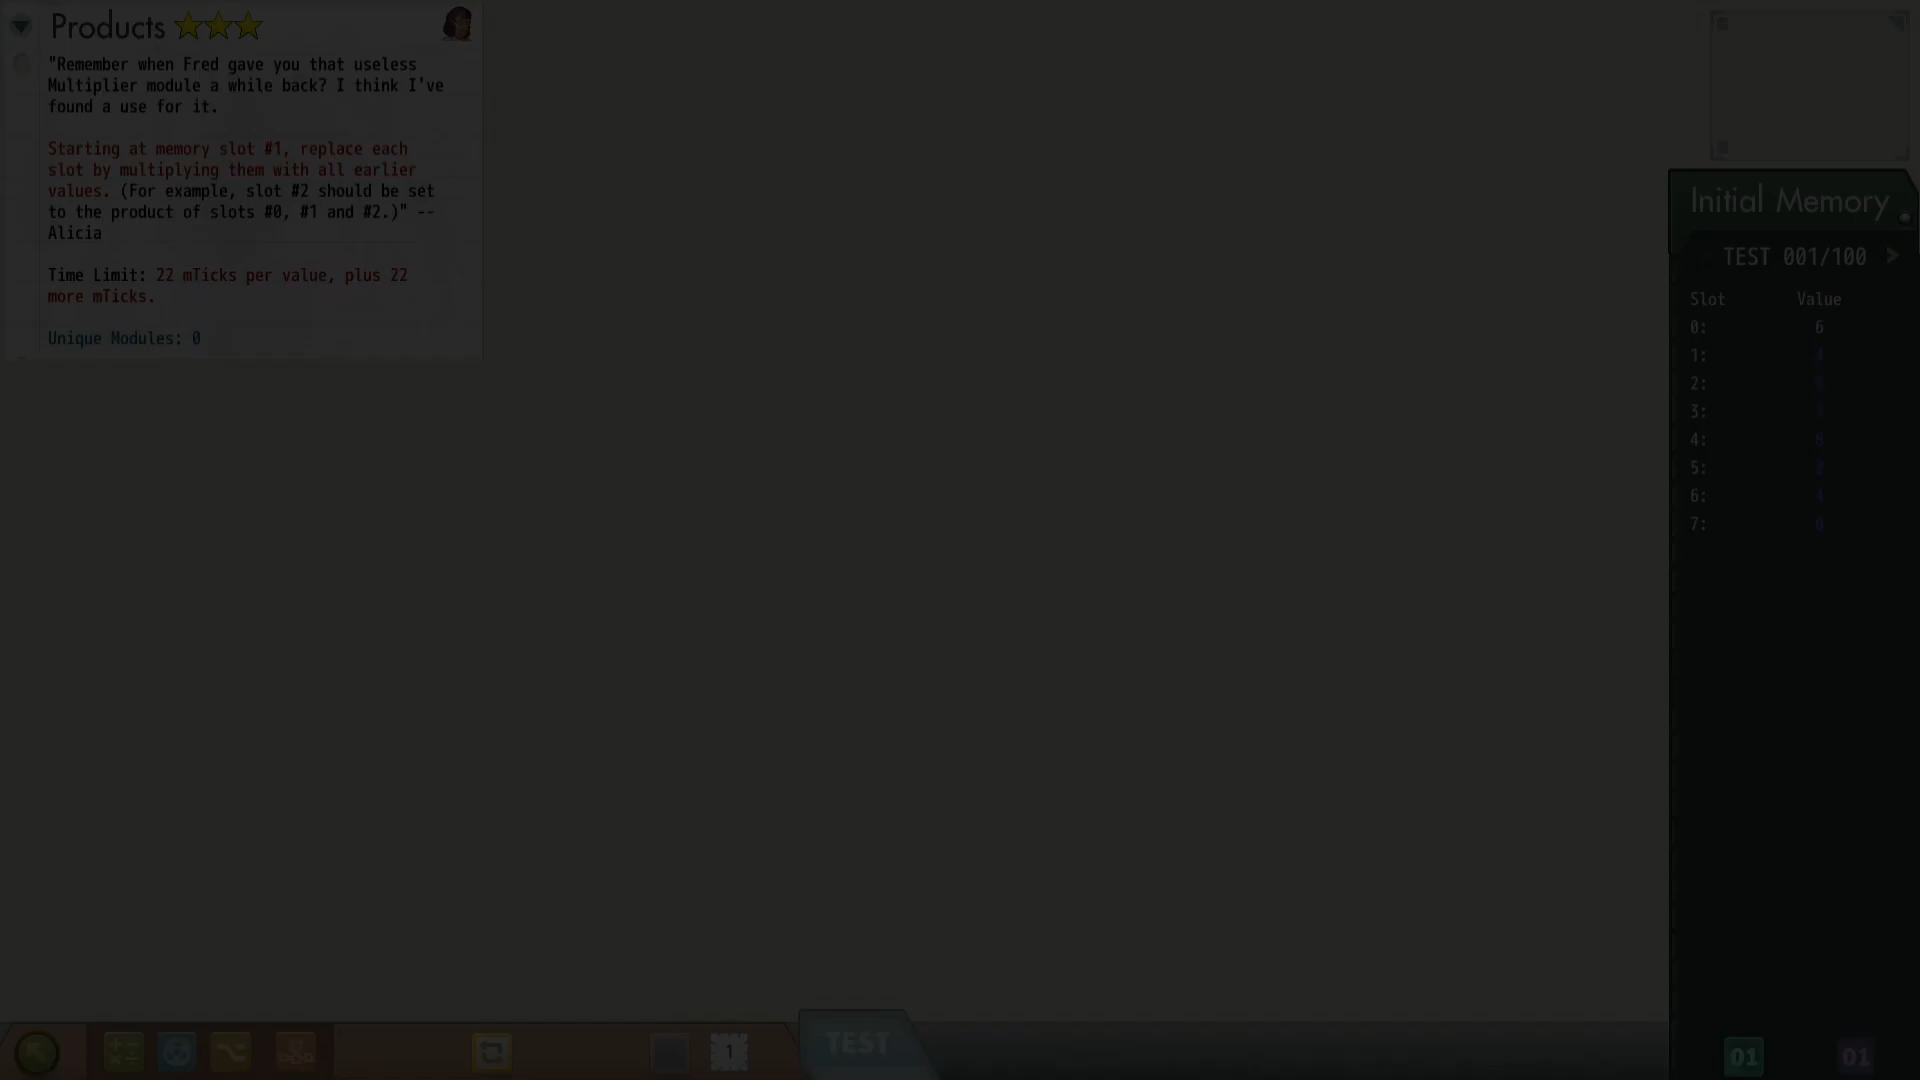 Products
"Remember when Fred gave you that useless
Multiplier module a while back? I think I've
found a use for it.
Starting at memory slot #1, replace each
slot by multiplying them with all earlier
values. (For example, slot #2 should be set
to the product of slots #0, #1 and #2.)" --
Alicia
Time Limit: 22 mTicks per value, plus 22
more mTicks.
Unique Modules: 0
Initial Memory
TEST 001/100 >
Slot Value
0: 6
1: 4
2:
3:
4: 8
5: 2
6: 4
7:
1
TEST
01 01